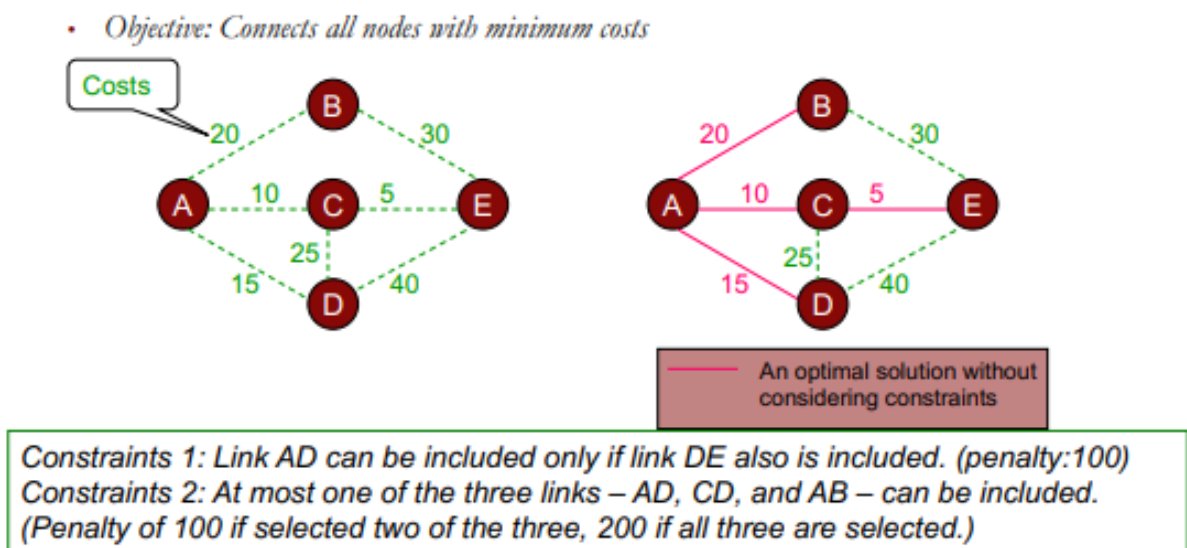 • Objective: Connects all nodes with minimum costs
Costs
B
20
30
A
10
C
5
E
25
15
40
D
B
20
30
A
10
C
5
E
25
15
40
D
An optimal solution without
considering constraints
Constraints 1: Link AD can be included only if link DE also is included. (penalty:100)
Constraints 2: At most one of the three links – AD, CD, and AB – can be included.
(Penalty of 100 if selected two of the three, 200 if all three are selected.)